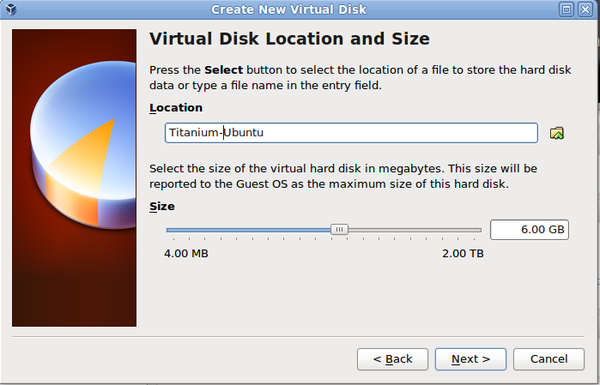 Create New Virtual Disk
Virtual Disk Location and Size
Press the Select button to select the location of a file to store the hard disk
data or type a file name in the entry field.
Location
Titanium-Ubuntu
Select the size of the virtual hard disk in megabytes. This size will be
reported to the Guest OS as the maximum size of this hard disk.
Size
6.00 GB
4.00 MB 2.00 TB
< Back Next > Cancel